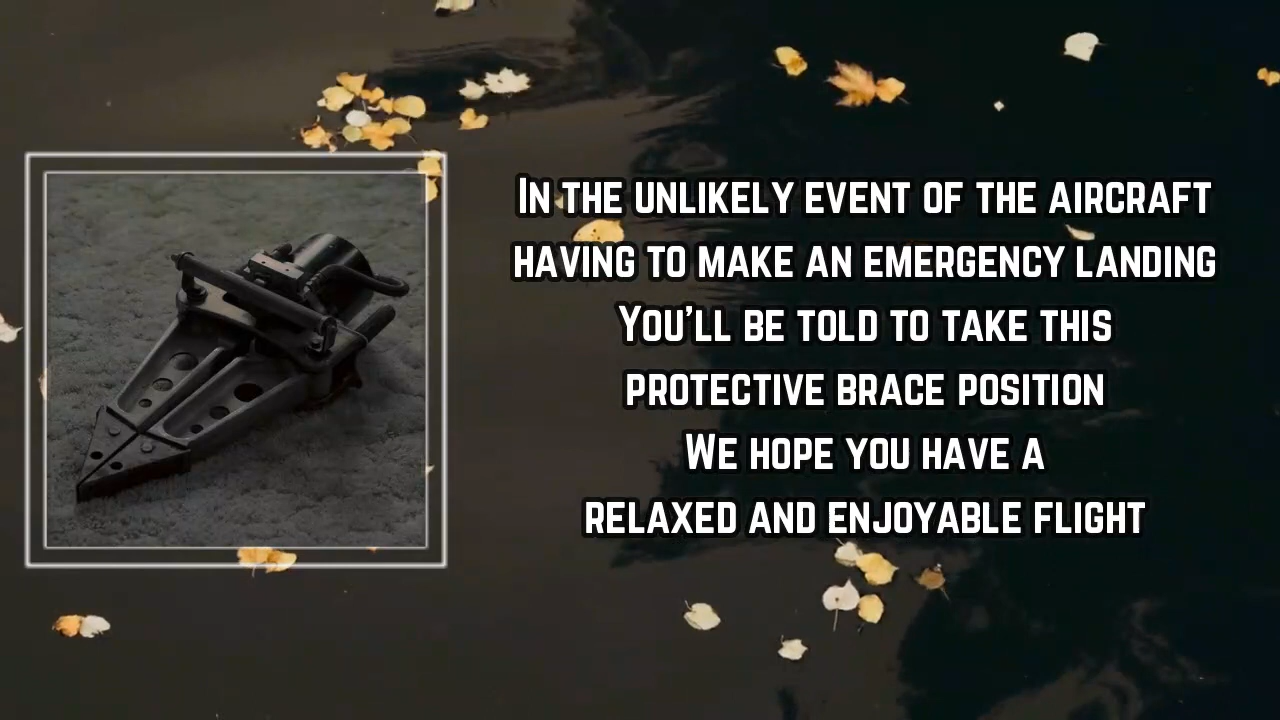 In the unlikely event of the aircraft
having to make an emergency landing
You'll be told to take this
protective brace position
We hope you have a
relaxed and enjoyable flight